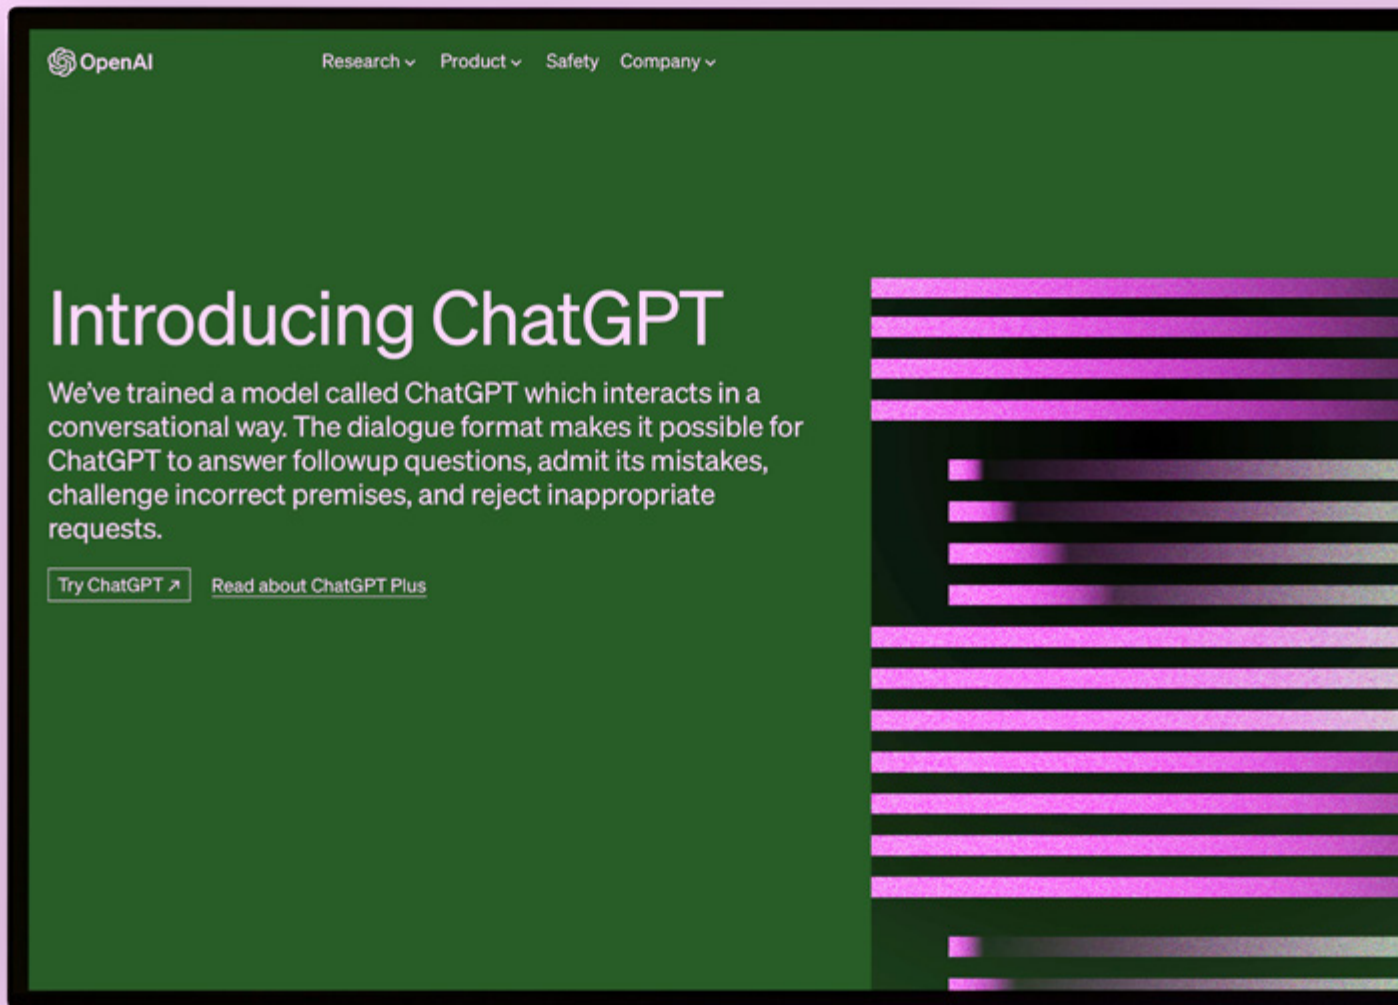 OpenAI
Research Product Safety Company
Introducing ChatGPT
We’ve trained a model called ChatGPT which interacts in a
conversational way. The dialogue format makes it possible for
ChatGPT to answer followup questions, admit its mistakes,
challenge incorrect premises, and reject inappropriate
requests.
Try ChatGPT ↗ Read about ChatGPT Plus